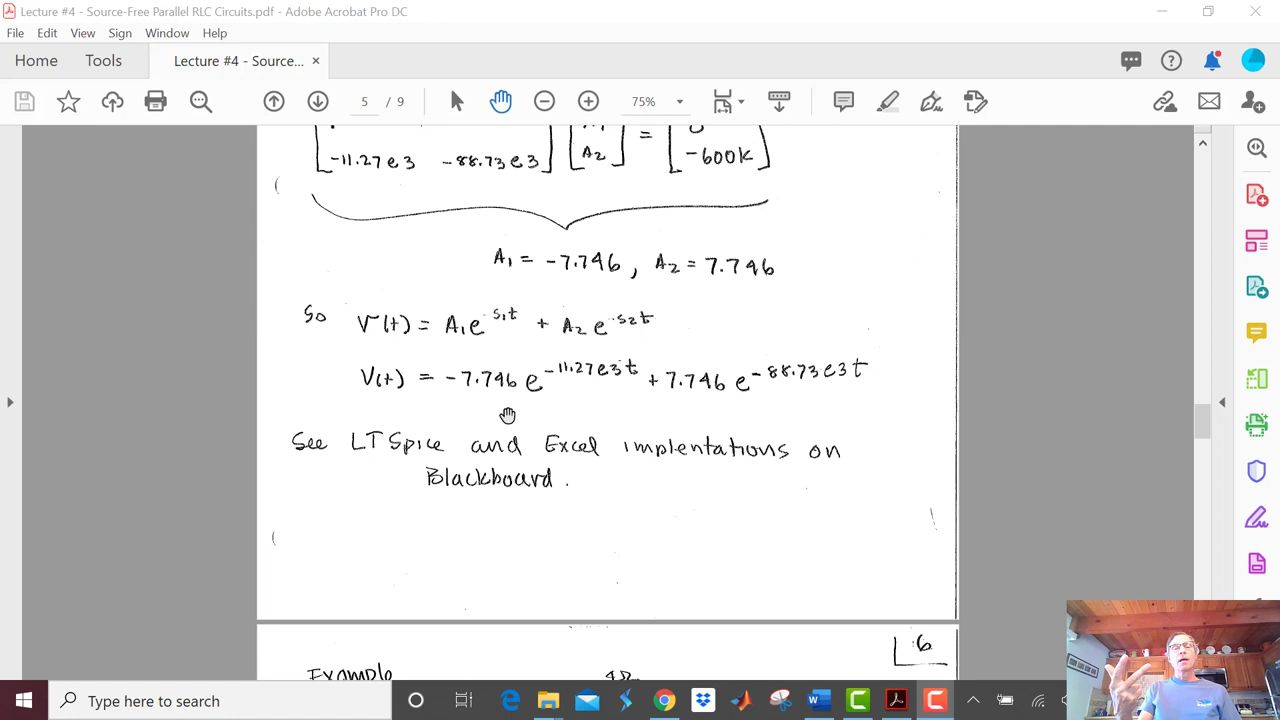 Lecture #4 - Source-Free Parallel RLC Circuits.pdf - Adobe Acrobat Pro DC
File Edit View Sign Window Help
Home Tools Lecture #4 - Source... ×
5 / 9 75%
-11.27e3 -88.73e3 A2 = -600k
A1 = -7.746, A2 = 7.746
So V(t) = A1e^s1t + A2e^s2t
V(t) = -7.746 e^-11.27e3t + 7.746 e^-88.73e3t
See LTSpice and Excel implentations on
Blackboard.
6
Example
Type here to search